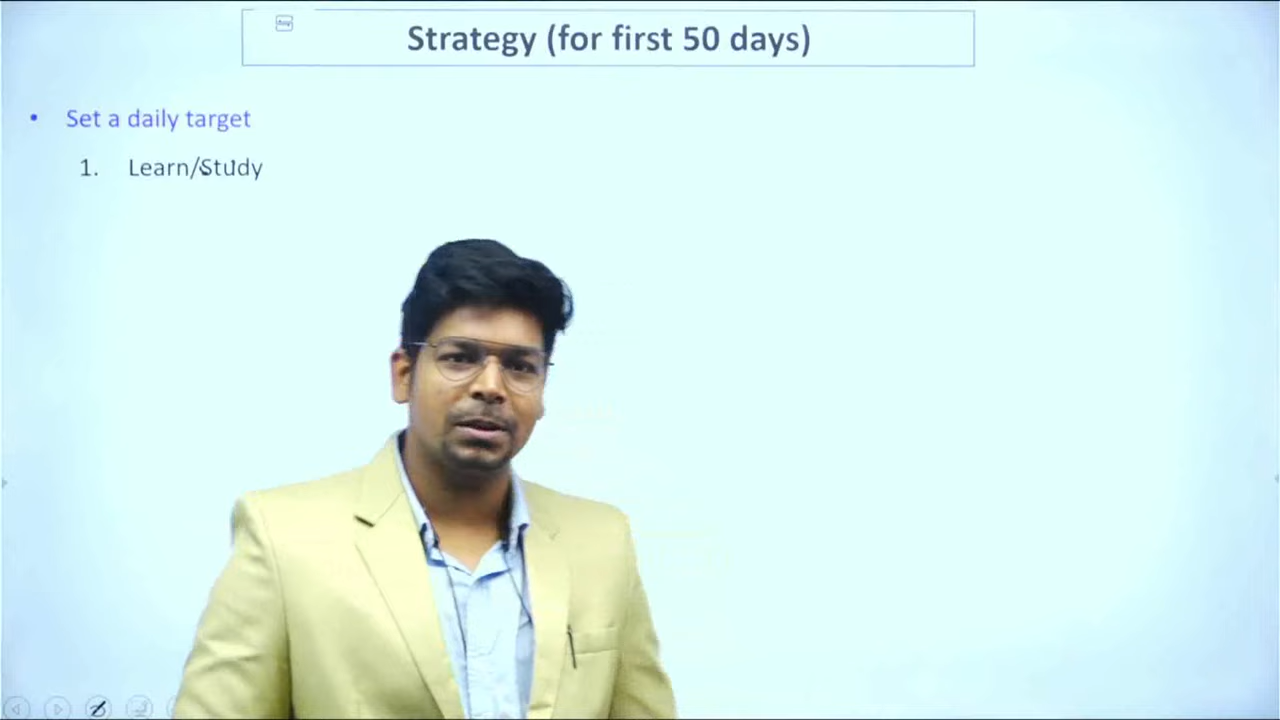 Strategy (for first 50 days)
• Set a daily target
1. Learn/Study